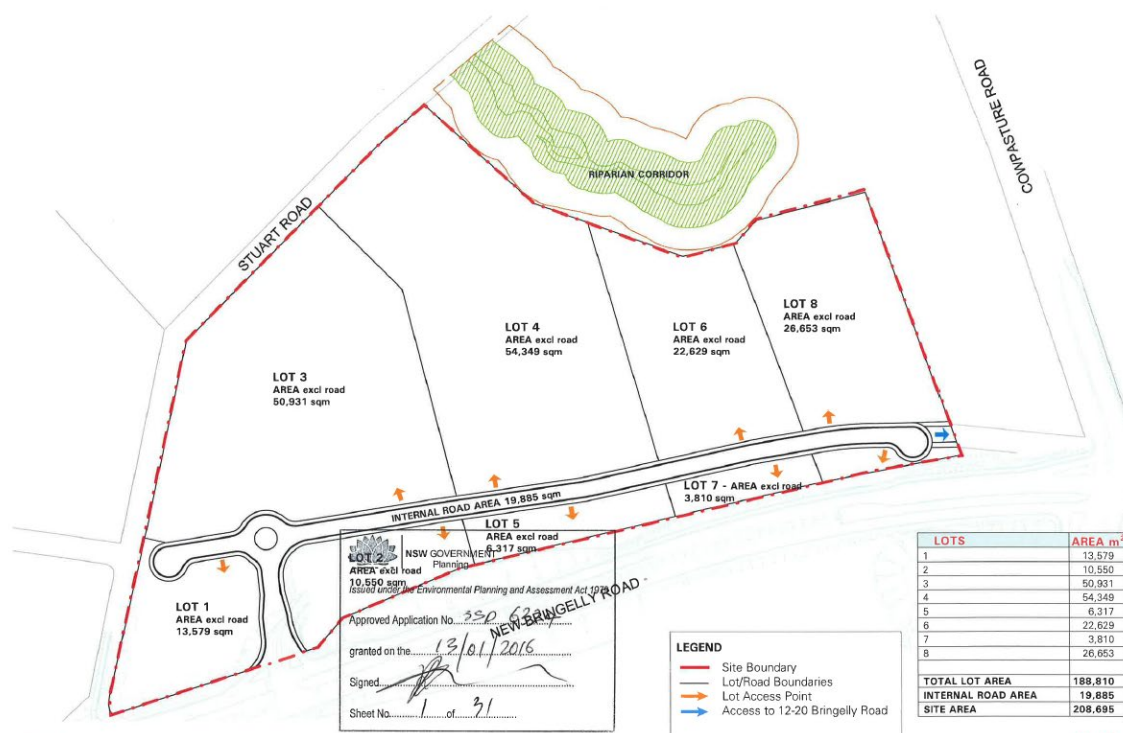 STUART ROAD
COWPASTURE ROAD
RIPARIAN CORRIDOR
LOT 8
AREA excl road
26,653 sqm
LOT 4
AREA excl road
54,349 sqm
LOT 6
AREA excl road
22,629 sqm
LOT 3
AREA excl road
50,931 sqm
LOT 7 - AREA excl road
3,810 sqm
INTERNAL ROAD AREA 19,885 sqm
LOT 5
AREA excl road
6,317 sqm
LOT 2
AREA excl road
10,550 sqm
LOT 1
AREA excl road
13,579 sqm
NEW BRINGELLY ROAD -
NSW GOVERNMENT
Planning
Issued under the Environmental Planning and Assessment Act 1979
Approved Application No. SSD
granted on the 13/01/2016
Signed
Sheet No. 1 of 31
LEGEND
Site Boundary
Lot/Road Boundaries
Lot Access Point
Access to 12-20 Bringelly Road
LOTS AREA m²
1 13,579
2 10,550
3 50,931
4 54,349
5 6,317
6 22,629
7 3,810
8 26,653
TOTAL LOT AREA 188,810
INTERNAL ROAD AREA 19,885
SITE AREA 208,695